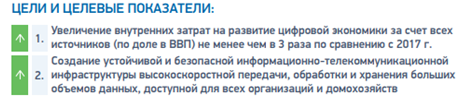 ЦЕЛИ И ЦЕЛЕВЫЕ ПОКАЗАТЕЛИ:
1. Увеличение внутренних затрат на развитие цифровой экономики за счет всех
источников (по доле в ВВП) не менее чем в 3 раза по сравнению с 2017 г.
2. Создание устойчивой и безопасной информационно-телекоммуникационной
инфраструктуры высокоскоростной передачи, обработки и хранения больших
объемов данных, доступной для всех организаций и домохозяйств